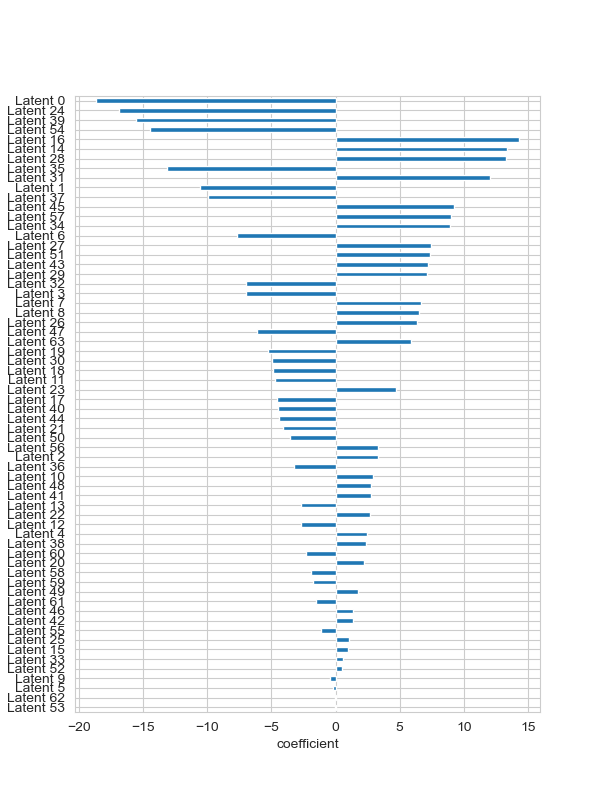 Latent 0
Latent 24
Latent 39
Latent 54
Latent 16
Latent 14
Latent 28
Latent 35
Latent 31
Latent 1
Latent 37
Latent 45
Latent 57
Latent 34
Latent 6
Latent 27
Latent 51
Latent 43
Latent 29
Latent 32
Latent 3
Latent 7
Latent 8
Latent 26
Latent 47
Latent 63
Latent 19
Latent 30
Latent 18
Latent 11
Latent 23
Latent 17
Latent 40
Latent 44
Latent 21
Latent 50
Latent 56
Latent 2
Latent 36
Latent 10
Latent 48
Latent 41
Latent 13
Latent 22
Latent 12
Latent 4
Latent 38
Latent 60
Latent 20
Latent 58
Latent 59
Latent 49
Latent 61
Latent 46
Latent 42
Latent 55
Latent 25
Latent 15
Latent 33
Latent 52
Latent 9
Latent 5
Latent 62
Latent 53
−20 −15 −10 −5 0 5 10 15
coefficient